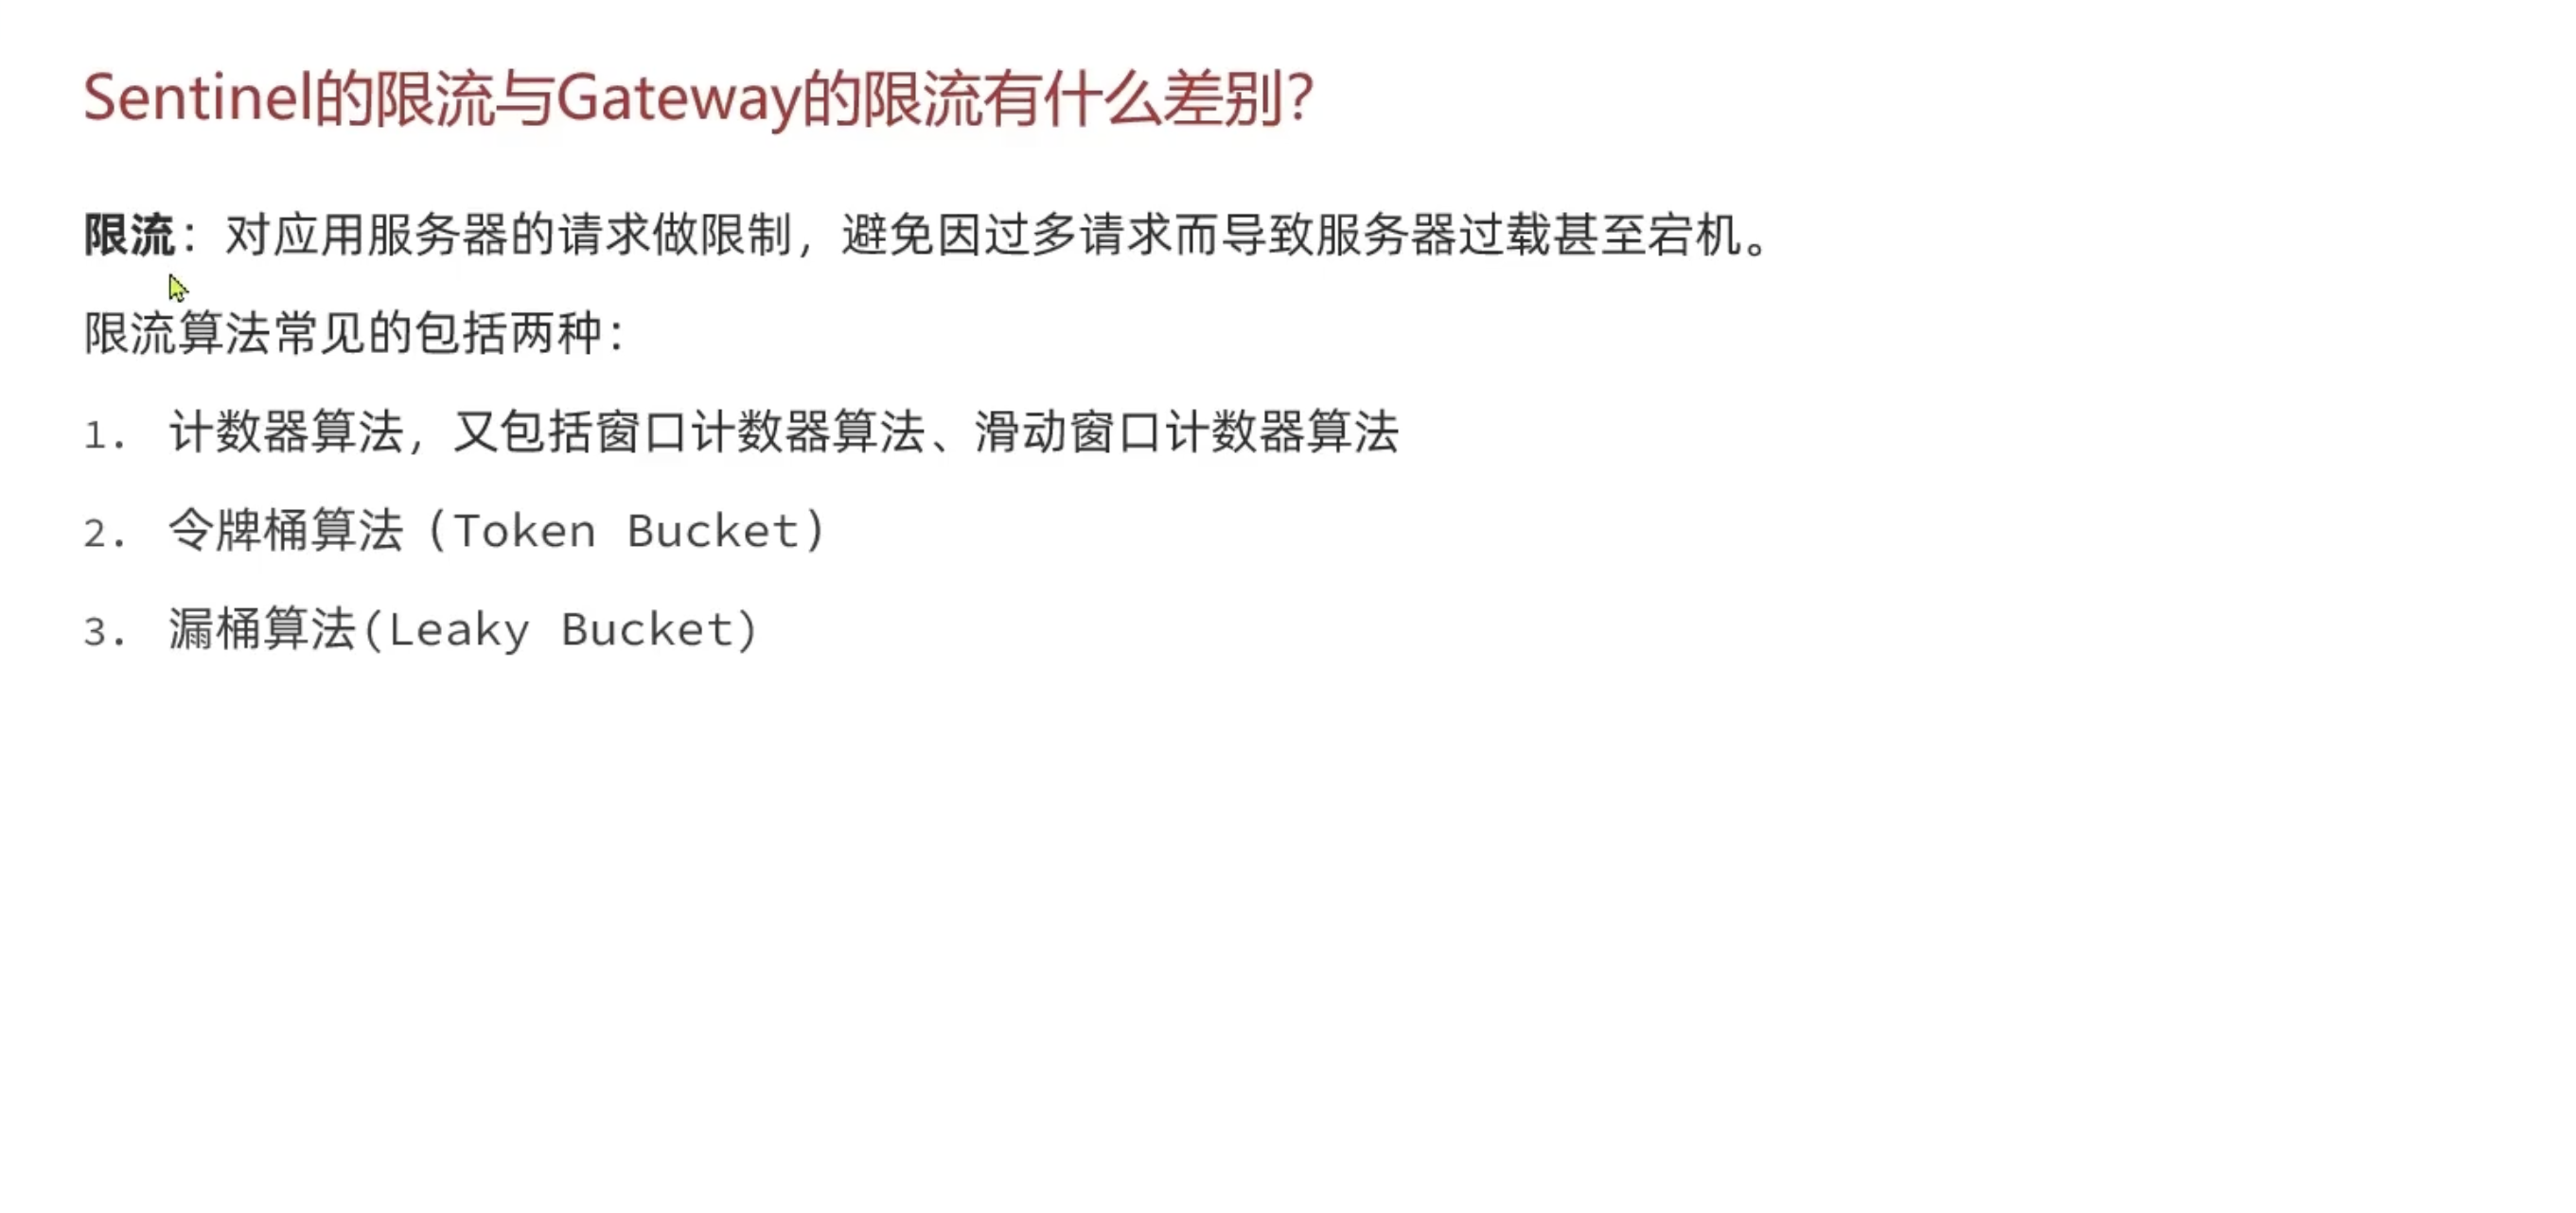 Sentinel的限流与Gateway的限流有什么差别？
限流：对应用服务器的请求做限制，避免因过多请求而导致服务器过载甚至宕机。
限流算法常见的包括两种：
1. 计数器算法，又包括窗口计数器算法、滑动窗口计数器算法
2. 令牌桶算法（Token Bucket）
3. 漏桶算法(Leaky Bucket)